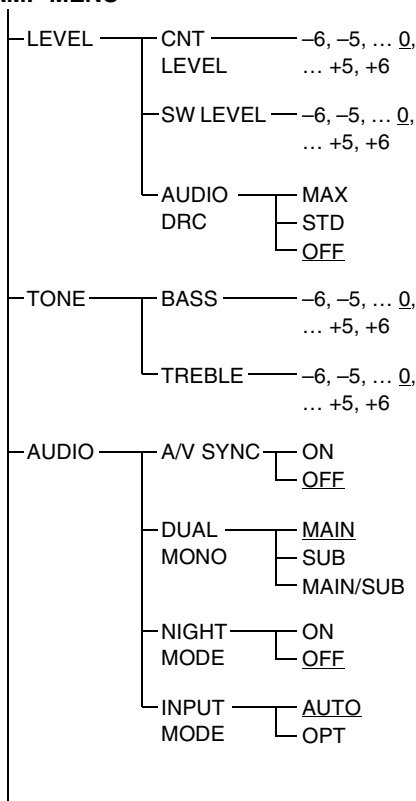 LEVEL CNT –6, –5, … 0,
LEVEL … +5, +6
SW LEVEL –6, –5, … 0,
… +5, +6
AUDIO MAX
DRC STD
OFF
TONE BASS –6, –5, … 0,
… +5, +6
TREBLE –6, –5, … 0,
… +5, +6
AUDIO A/V SYNC ON
OFF
DUAL MAIN
MONO SUB
MAIN/SUB
NIGHT ON
MODE OFF
INPUT AUTO
MODE OPT